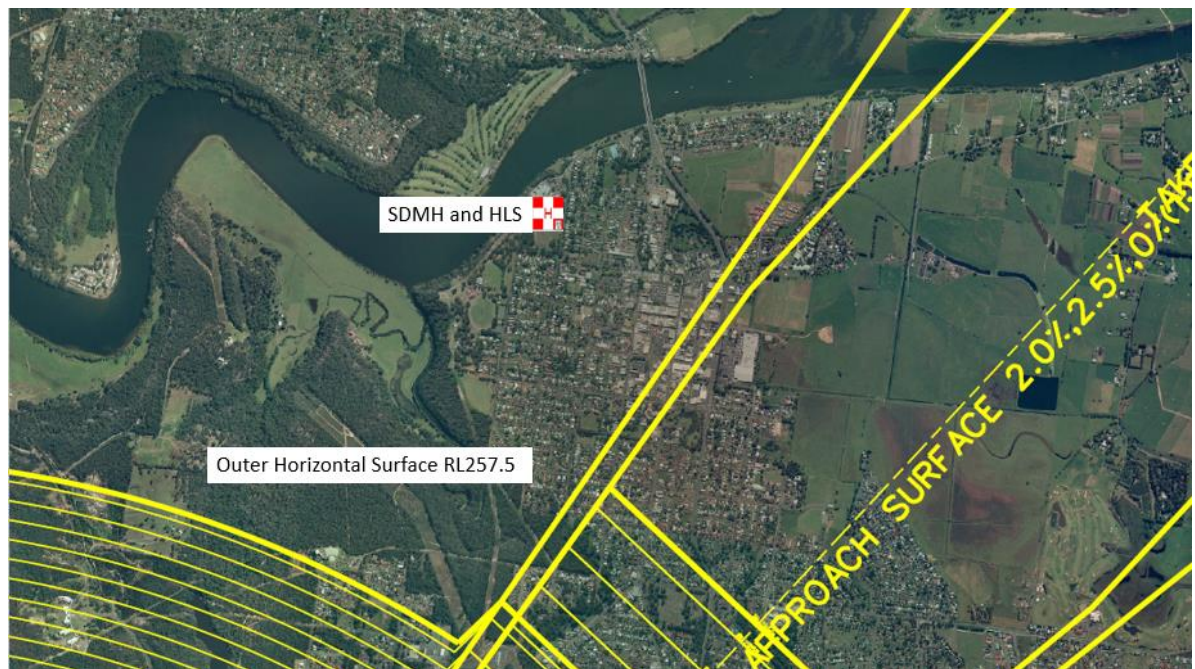 SDMH and HLS
H
Outer Horizontal Surface RL257.5
APPROACH SURFACE 2.0%,2.5%,0%